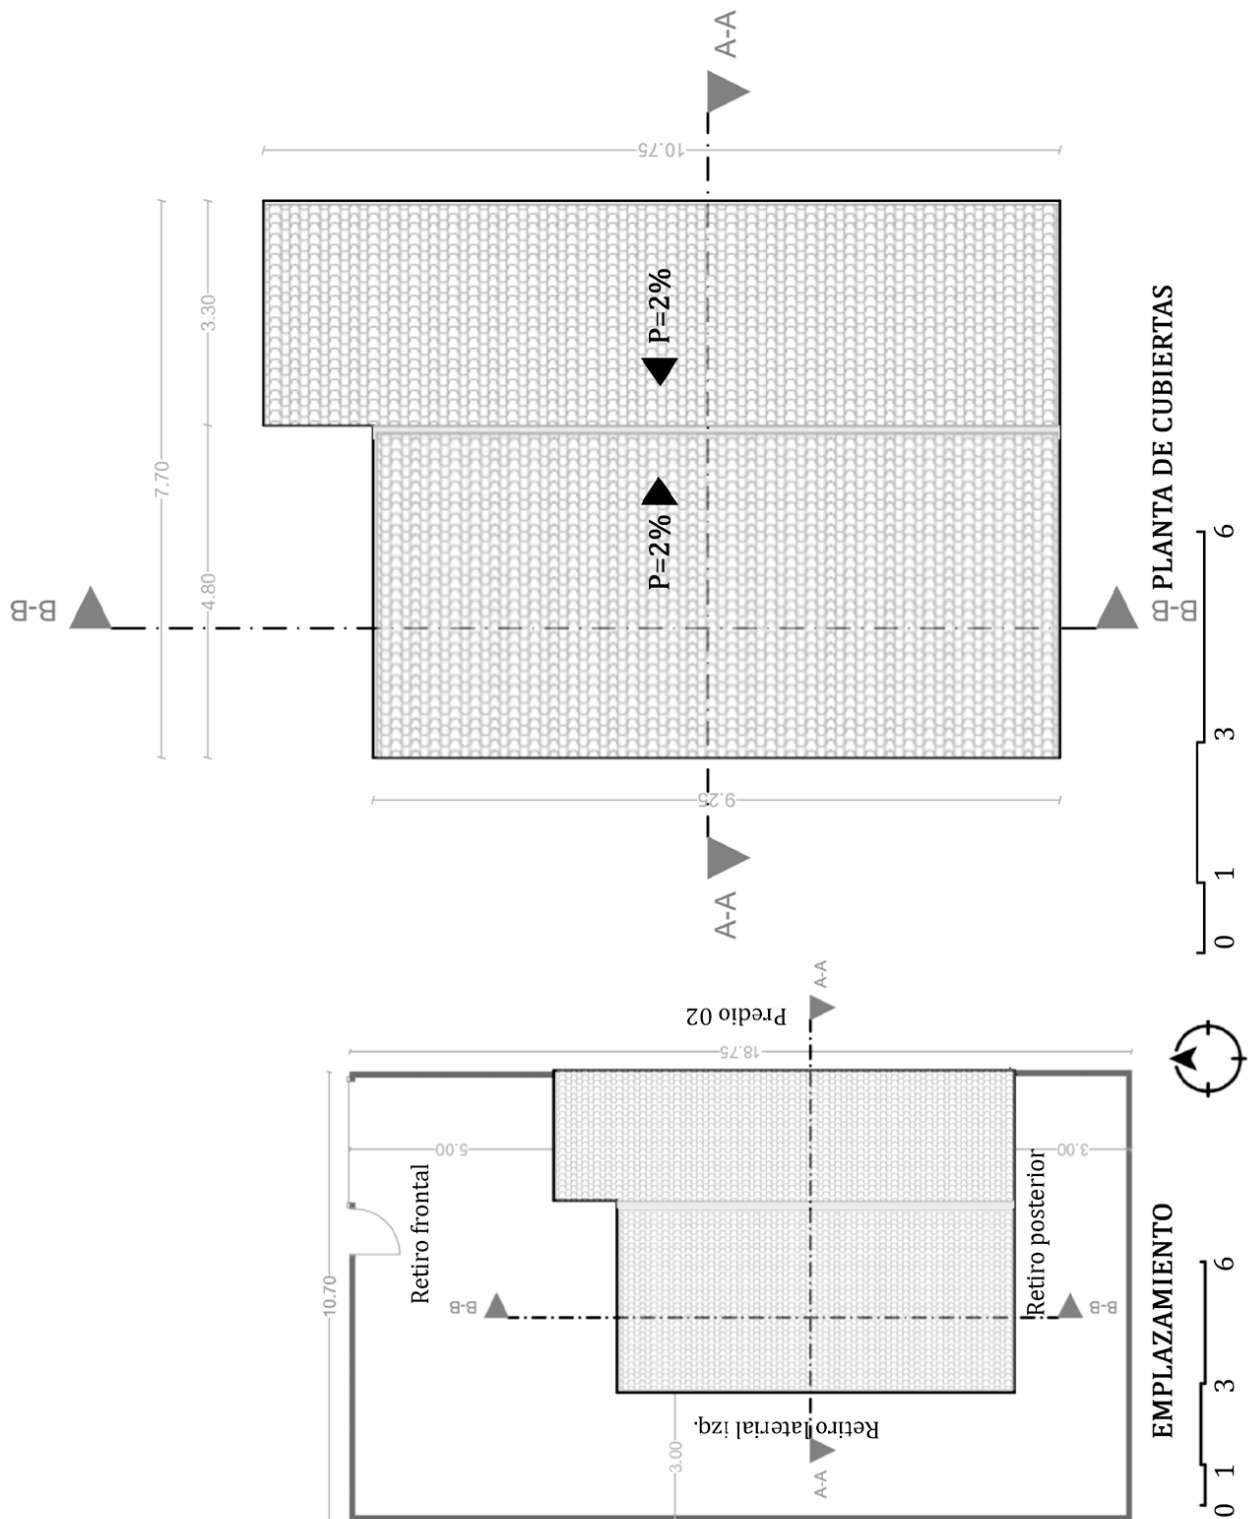 EMPLAZAMIENTO
0 1 3 6
10.70
18.75
5.00
3.00
3.00
Retiro frontal
Retiro posterior
Retiro laterial izq.
Predio 02
A-A
A-A
B-B
B-B
PLANTA DE CUBIERTAS
0 1 3 6
7.70
4.80
3.30
10.75
9.25
P=2%
P=2%
A-A
A-A
B-B
B-B